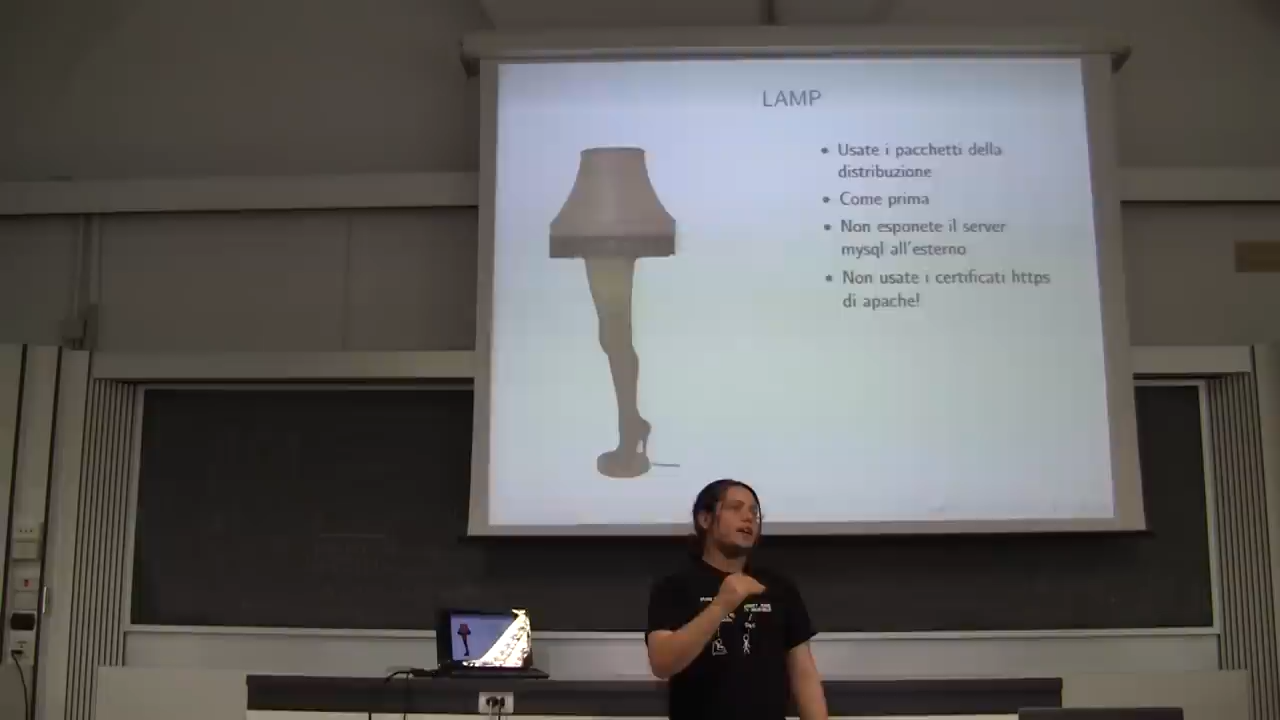 LAMP
• Usate i pacchetti della
distribuzione
• Come prima
• Non esponete il server
mysql all'esterno
• Non usate i certificati https
di apache!